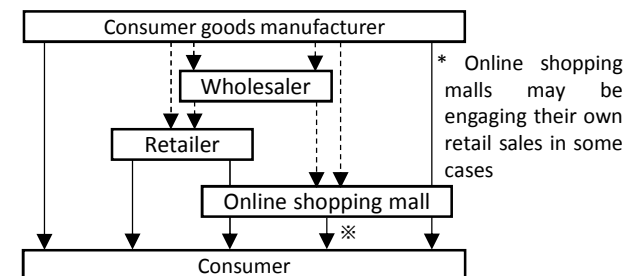 Consumer goods manufacturer
* Online shopping
malls may be
engaging their own
retail sales in some
cases
Wholesaler
Retailer
Online shopping mall
※
Consumer